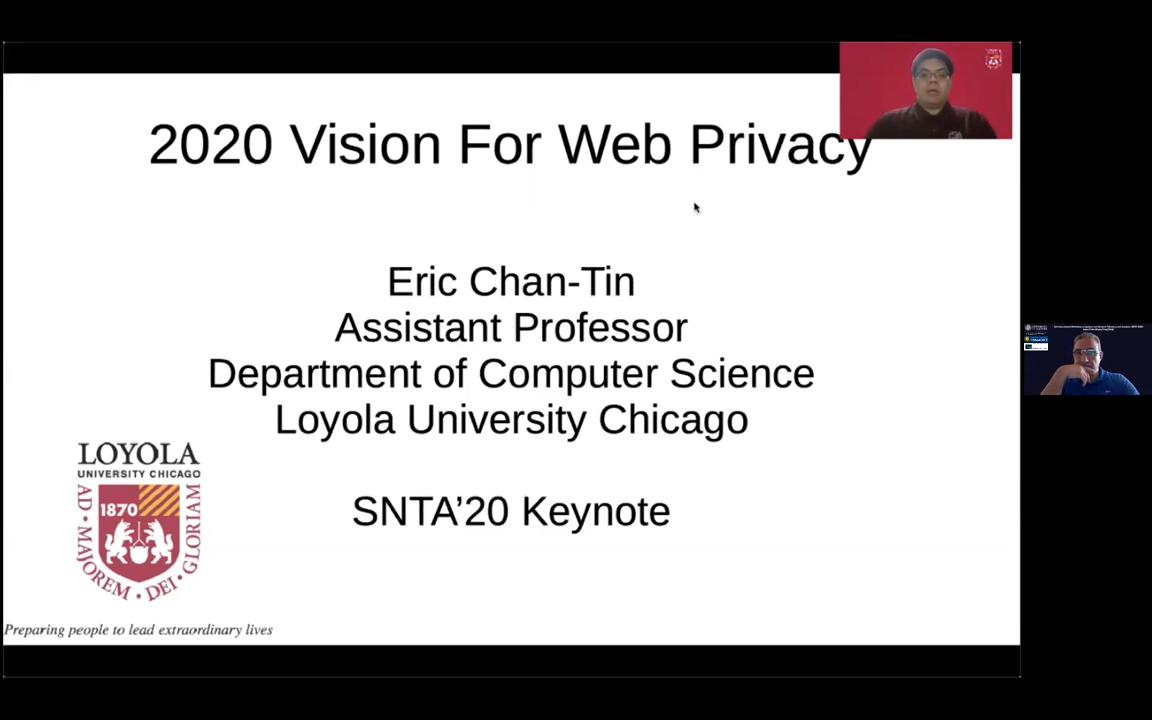 2020 Vision For Web Privacy
Eric Chan-Tin
Assistant Professor
Department of Computer Science
Loyola University Chicago
SNTA’20 Keynote
LOYOLA
UNIVERSITY CHICAGO
1870
AD • MAJOREM • DEI • GLORIAM
Preparing people to lead extraordinary lives